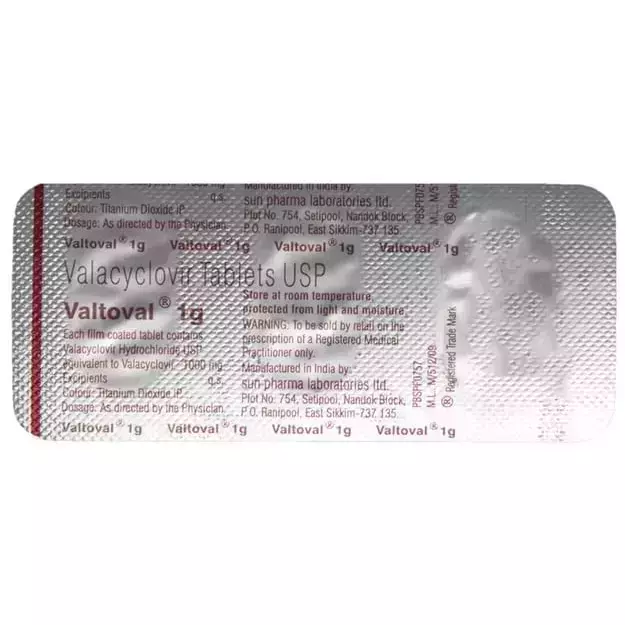 1000 mg
Excipients q.s.
Colour: Titanium Dioxide IP
Dosage: As directed by the Physician.
Manufactured in India by:
sun pharma laboratories ltd.
Plot No. 754, Setipool, Nandok Block,
P.O. Ranipool, East Sikkim-737 135.
Valtoval® 1g Valtoval® 1g Valtoval® 1g Valtoval® 1g
Valacyclovir Tablets USP
Valtoval® 1g
Each film coated tablet contains
Valacyclovir Hydrochloride USP
equivalent to Valacyclovir 1000 mg
Excipients q.s.
Colour: Titanium Dioxide IP
Dosage: As directed by the Physician.
Store at room temperature,
protected from light and moisture.
WARNING: To be sold by retail on the
prescription of a Registered Medical
Practitioner only.
Manufactured in India by:
sun pharma laboratories ltd.
Plot No. 754, Setipool, Nandok Block,
P.O. Ranipool, East Sikkim-737 135.
PBSPF0757
M.L. M/512/09
® Registered Trade Mark
Valtoval® 1g Valtoval® 1g Valtoval® 1g Valtoval® 1g